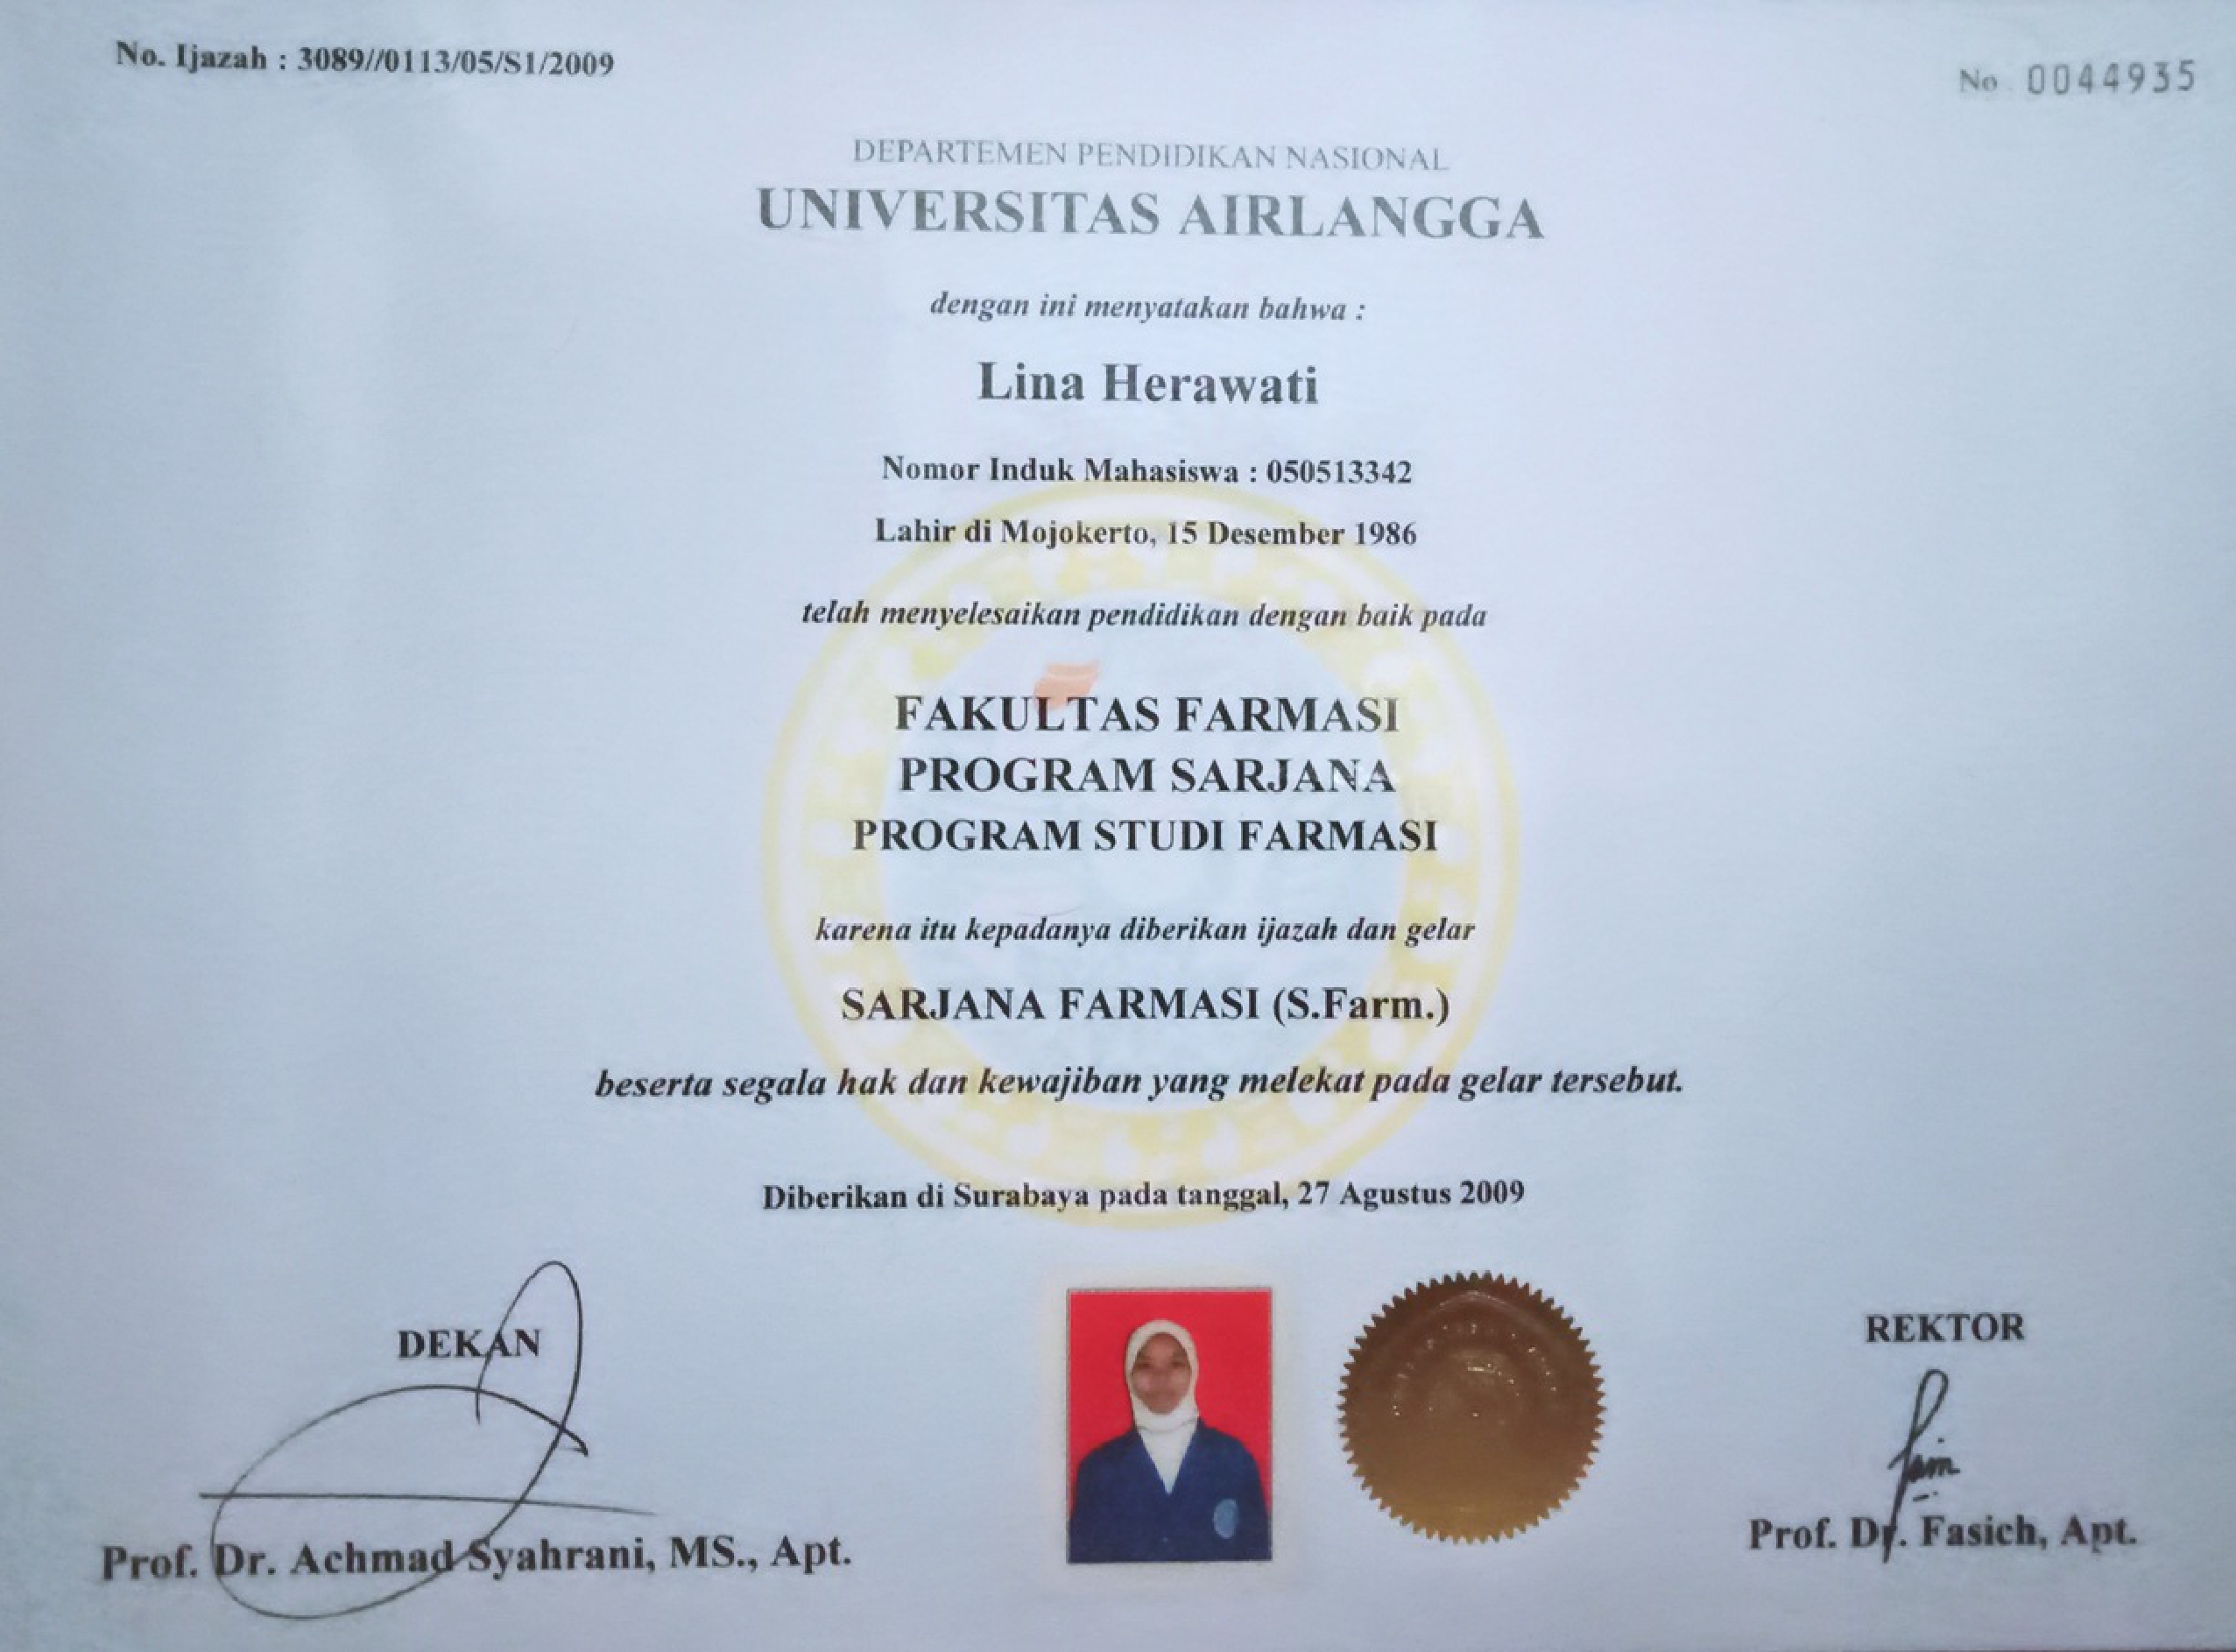 No. Ijazah : 3089//0113/05/S1/2009
No 0044935
DEPARTEMEN PENDIDIKAN NASIONAL
UNIVERSITAS AIRLANGGA
dengan ini menyatakan bahwa :
Lina Herawati
Nomor Induk Mahasiswa : 050513342
Lahir di Mojokerto, 15 Desember 1986
telah menyelesaikan pendidikan dengan baik pada
FAKULTAS FARMASI
PROGRAM SARJANA
PROGRAM STUDI FARMASI
karena itu kepadanya diberikan ijazah dan gelar
SARJANA FARMASI (S.Farm.)
beserta segala hak dan kewajiban yang melekat pada gelar tersebut.
Diberikan di Surabaya pada tanggal, 27 Agustus 2009
DEKAN
Prof. Dr. Achmad Syahrani, MS., Apt.
REKTOR
Prof. Dr. Fasich, Apt.